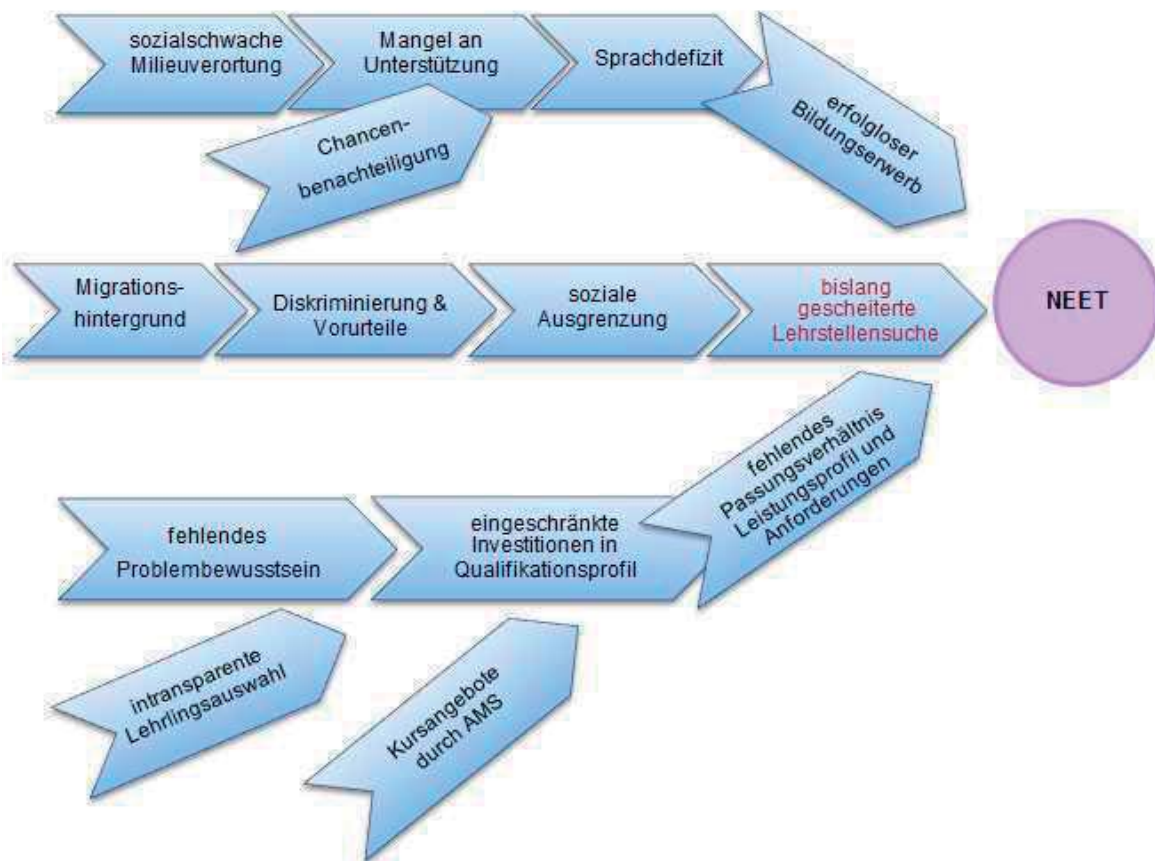 sozialschwache
Milieuverortung
Mangel an
Unterstützung
Sprachdefizit
erfolgloser
Bildungserwerb
Chancen-
benachteiligung
Migrations-
hintergrund
Diskriminierung &
Vorurteile
soziale
Ausgrenzung
bislang
gescheiterte
Lehrstellensuche
NEET
fehlendes
Passungsverhältnis
Leistungsprofil und
Anforderungen
fehlendes
Problembewusstsein
eingeschränkte
Investitionen in
Qualifikationsprofil
intransparente
Lehrlingsauswahl
Kursangebote
durch AMS